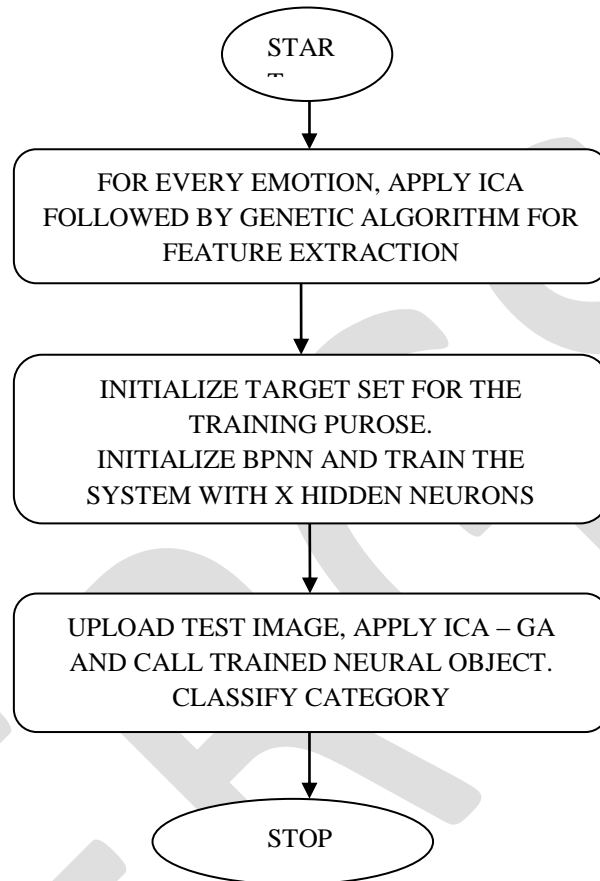 STAR
T
FOR EVERY EMOTION, APPLY ICA
FOLLOWED BY GENETIC ALGORITHM FOR
FEATURE EXTRACTION
INITIALIZE TARGET SET FOR THE
TRAINING PUROSE.
INITIALIZE BPNN AND TRAIN THE
SYSTEM WITH X HIDDEN NEURONS
UPLOAD TEST IMAGE, APPLY ICA – GA
AND CALL TRAINED NEURAL OBJECT.
CLASSIFY CATEGORY
STOP